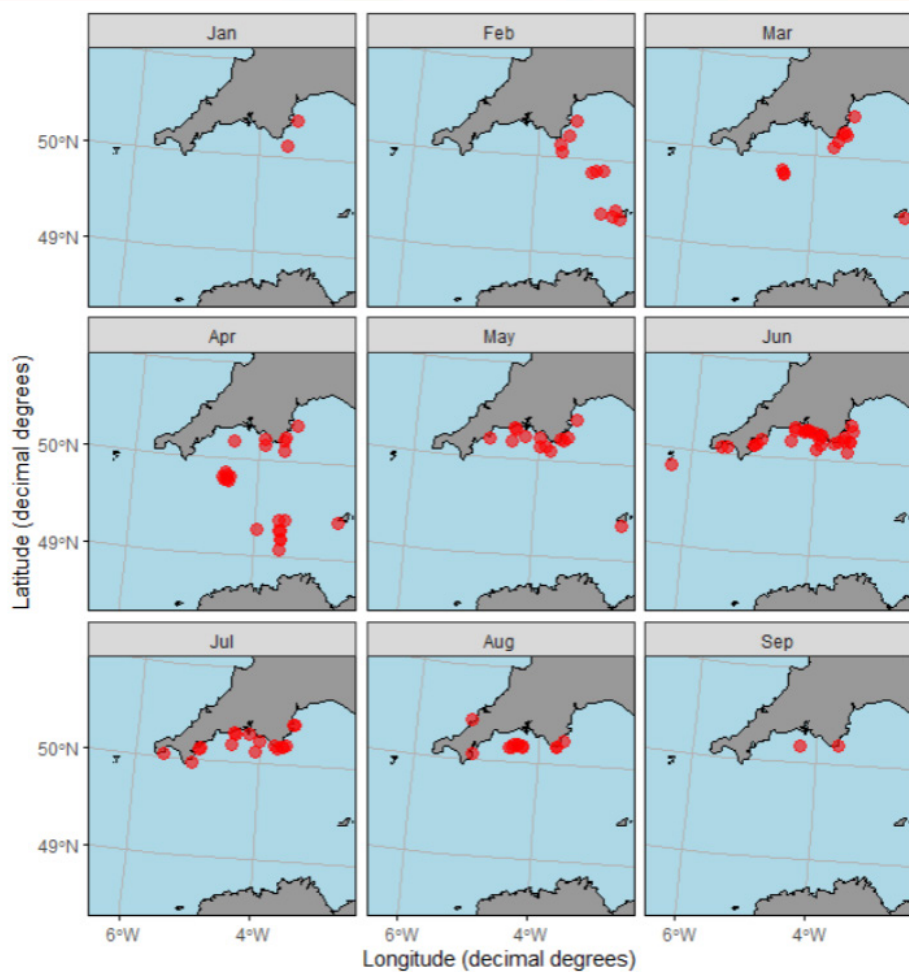 Jan Feb Mar
50°N
49°N
Apr May Jun
50°N
49°N
Jul Aug Sep
50°N
49°N
6°W 4°W 6°W 4°W 6°W 4°W
Longitude (decimal degrees)
Latitude (decimal degrees)